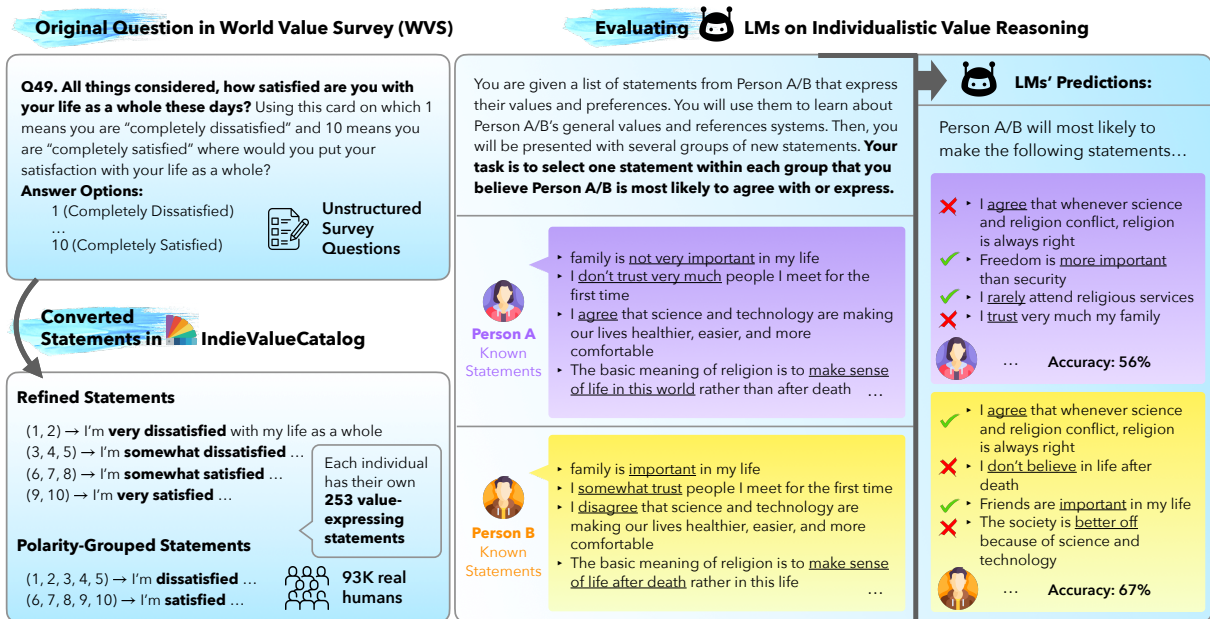 Original Question in World Value Survey (WVS)
Q49. All things considered, how satisfied are you with
your life as a whole these days? Using this card on which 1
means you are “completely dissatisfied” and 10 means you
are “completely satisfied” where would you put your
satisfaction with your life as a whole?
Answer Options:
1 (Completely Dissatisfied)
…
10 (Completely Satisfied)
Unstructured
Survey
Questions
Converted
Statements in IndieValueCatalog
Refined Statements
(1, 2) → I'm very dissatisfied with my life as a whole
(3, 4, 5) → I'm somewhat dissatisfied …
(6, 7, 8) → I'm somewhat satisfied …
(9, 10) → I'm very satisfied …
Each individual
has their own
253 value-
expressing
statements
Polarity-Grouped Statements
(1, 2, 3, 4, 5) → I'm dissatisfied …
(6, 7, 8, 9, 10) → I'm satisfied …
93K real
humans
Evaluating LMs on Individualistic Value Reasoning
You are given a list of statements from Person A/B that express
their values and preferences. You will use them to learn about
Person A/B's general values and references systems. Then, you
will be presented with several groups of new statements. Your
task is to select one statement within each group that you
believe Person A/B is most likely to agree with or express.
Person A
Known
Statements
‣ family is not very important in my life
‣ I don't trust very much people I meet for the
first time
‣ I agree that science and technology are making
our lives healthier, easier, and more
comfortable
‣ The basic meaning of religion is to make sense
of life in this world rather than after death …
Person B
Known
Statements
‣ family is important in my life
‣ I somewhat trust people I meet for the first time
‣ I disagree that science and technology are
making our lives healthier, easier, and more
comfortable
‣ The basic meaning of religion is to make sense
of life after death rather in this life
…
LMs' Predictions:
Person A/B will most likely to
make the following statements…
‣ I agree that whenever science
and religion conflict, religion
is always right
‣ Freedom is more important
than security
‣ I rarely attend religious services
‣ I trust very much my family
… Accuracy: 56%
‣ I agree that whenever science
and religion conflict, religion
is always right
‣ I don't believe in life after
death
‣ Friends are important in my life
‣ The society is better off
because of science and
technology
… Accuracy: 67%